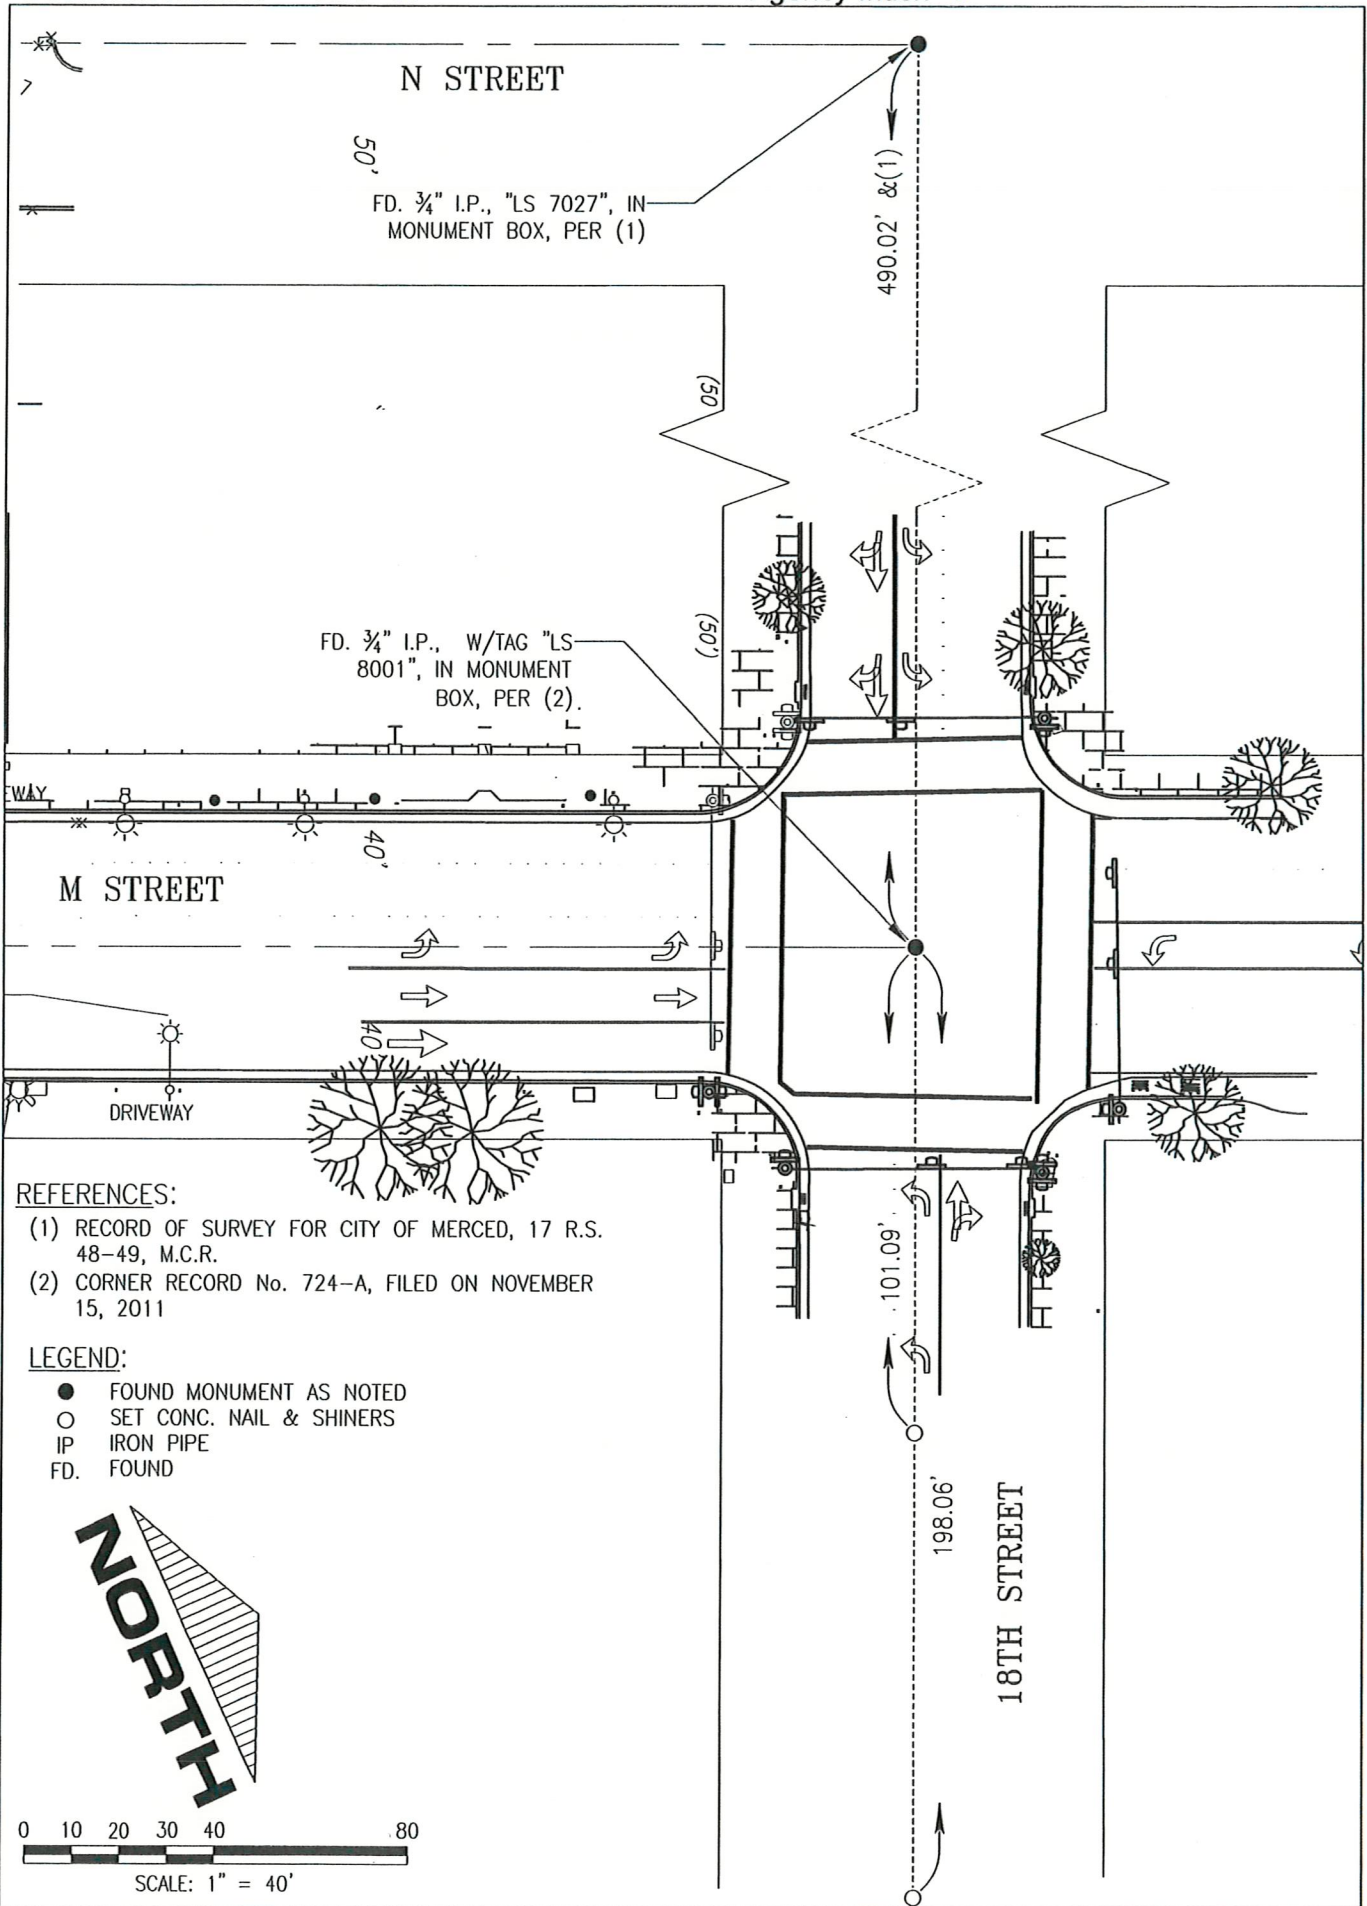 N STREET
50'
FD. ¾" I.P., "LS 7027", IN
MONUMENT BOX, PER (1)
490.02' &(1)
(50
(50')
FD. ¾" I.P., W/TAG "LS
8001", IN MONUMENT
BOX, PER (2).
40'
M STREET
40
DRIVEWAY
REFERENCES:
(1) RECORD OF SURVEY FOR CITY OF MERCED, 17 R.S.
48-49, M.C.R.
(2) CORNER RECORD No. 724-A, FILED ON NOVEMBER
15, 2011
101.09'
LEGEND:
FOUND MONUMENT AS NOTED
SET CONC. NAIL & SHINERS
IP IRON PIPE
FD. FOUND
198.06'
18TH STREET
NORTH
0 10 20 30 40 80
SCALE: 1" = 40'